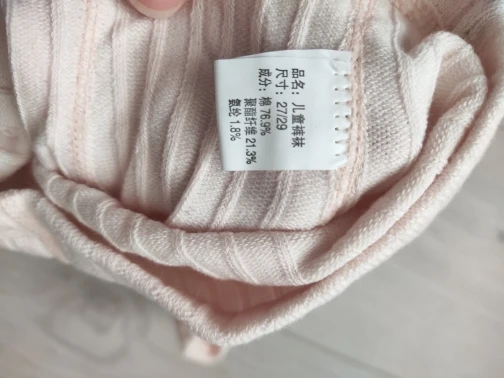 品名：儿童裤袜
尺寸：27/29
成分：棉 76.9%
聚酯纤维 21.3%
氨纶 1.8%